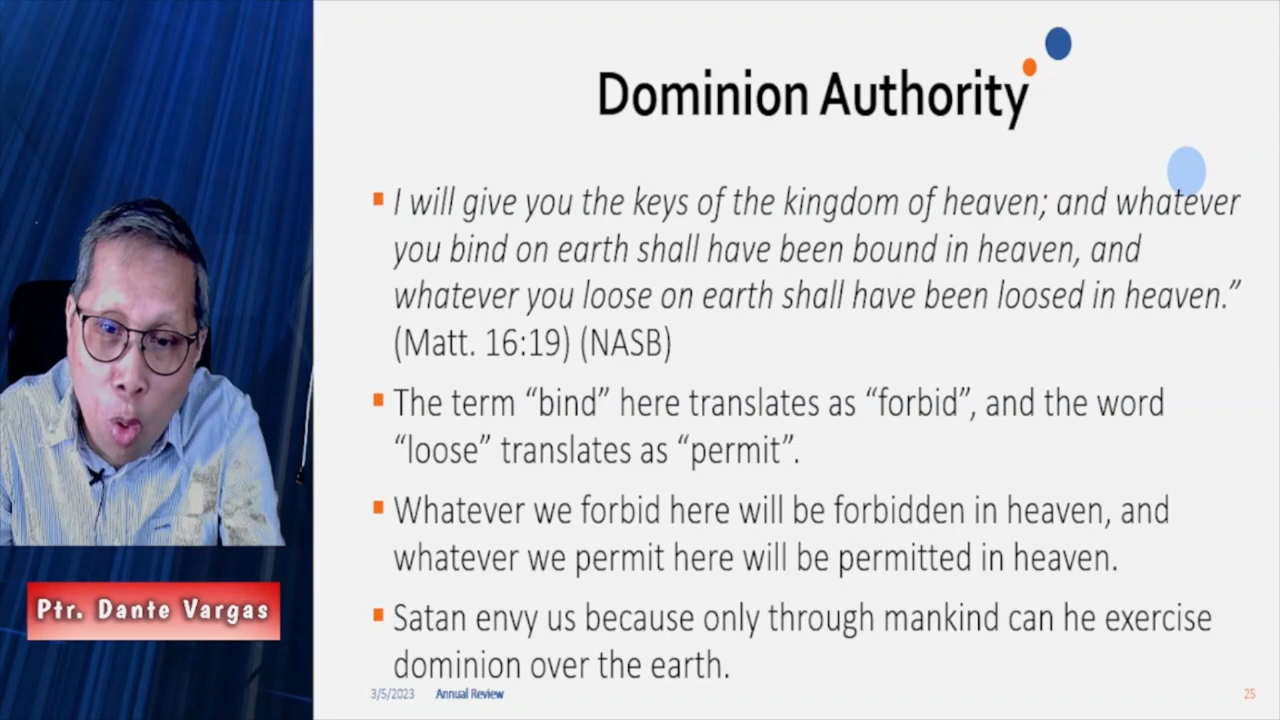 Dominion Authority
▪ I will give you the keys of the kingdom of heaven; and whatever
you bind on earth shall have been bound in heaven, and
whatever you loose on earth shall have been loosed in heaven.”
(Matt. 16:19) (NASB)
▪ The term “bind” here translates as “forbid”, and the word
“loose” translates as “permit”.
▪ Whatever we forbid here will be forbidden in heaven, and
whatever we permit here will be permitted in heaven.
▪ Satan envy us because only through mankind can he exercise
dominion over the earth.
3/5/2023 Annual Review 25
Ptr. Dante Vargas